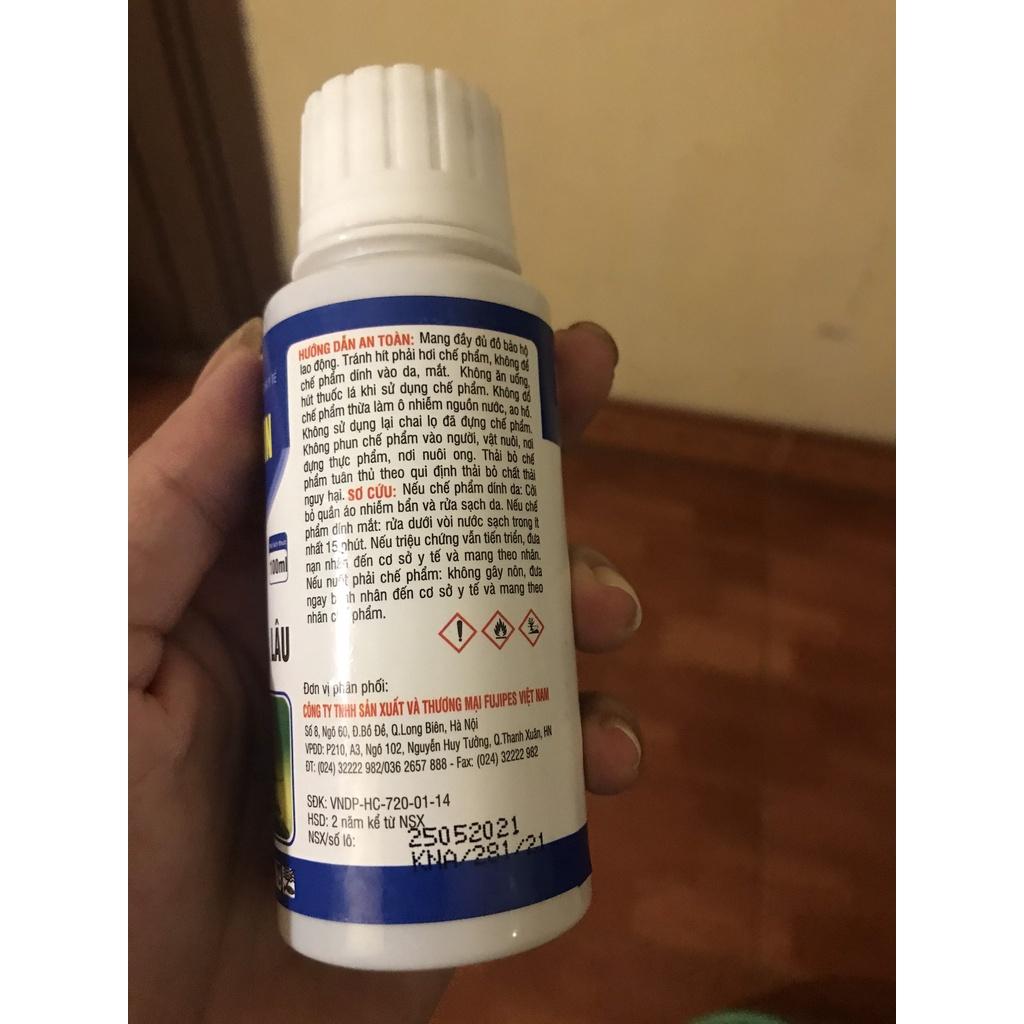 HƯỚNG DẪN AN TOÀN: Mang đầy đủ đồ bảo hộ
lao động. Tránh hít phải hơi chế phẩm, không để
chế phẩm dính vào da, mắt. Không ăn uống,
hút thuốc lá khi sử dụng chế phẩm. Không đổ
chế phẩm thừa làm ô nhiễm nguồn nước, ao hồ.
Không sử dụng lại chai lọ đã đựng chế phẩm.
Không phun chế phẩm vào người, vật nuôi, nơi
đựng thực phẩm, nơi nuôi ong. Thải bỏ chế
phẩm tuân thủ theo qui định thải bỏ chất thải
nguy hại. SƠ CỨU: Nếu chế phẩm dính da: Cởi
bỏ quần áo nhiễm bẩn và rửa sạch da. Nếu chế
phẩm dính mắt: rửa dưới vòi nước sạch trong ít
nhất 15 phút. Nếu triệu chứng vẫn tiến triển, đưa
nạn nhân đến cơ sở y tế và mang theo nhãn.
Nếu nuốt phải chế phẩm: không gây nôn, đưa
ngay bệnh nhân đến cơ sở y tế và mang theo
nhãn chế phẩm.
100ml
LÂU
Đơn vị phân phối:
CÔNG TY TNHH SẢN XUẤT VÀ THƯƠNG MẠI FUJIPES VIỆT NAM
Số 8, Ngõ 60, Đ.Bồ Đề, Q.Long Biên, Hà Nội
VPĐD: P210, A3, Ngõ 102, Nguyễn Huy Tưởng, Q.Thanh Xuân, HN
ĐT: (024) 32222 982/036 2657 888 - Fax: (024) 32222 982
SĐK: VNDP-HC-720-01-14
HSD: 2 năm kể từ NSX
NSX/số lô: 25052021
KNA/281/21